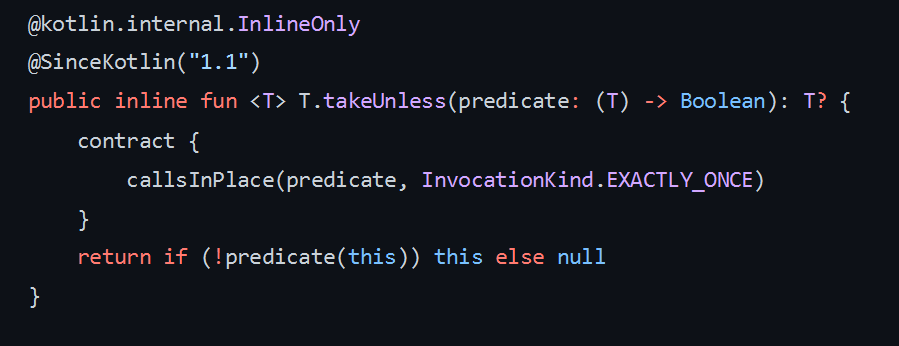 @kotlin.internal.InlineOnly
@SinceKotlin("1.1")
public inline fun <T> T.takeUnless(predicate: (T) -> Boolean): T? {
    contract {
        callsInPlace(predicate, InvocationKind.EXACTLY_ONCE)
    }
    return if (!predicate(this)) this else null
}